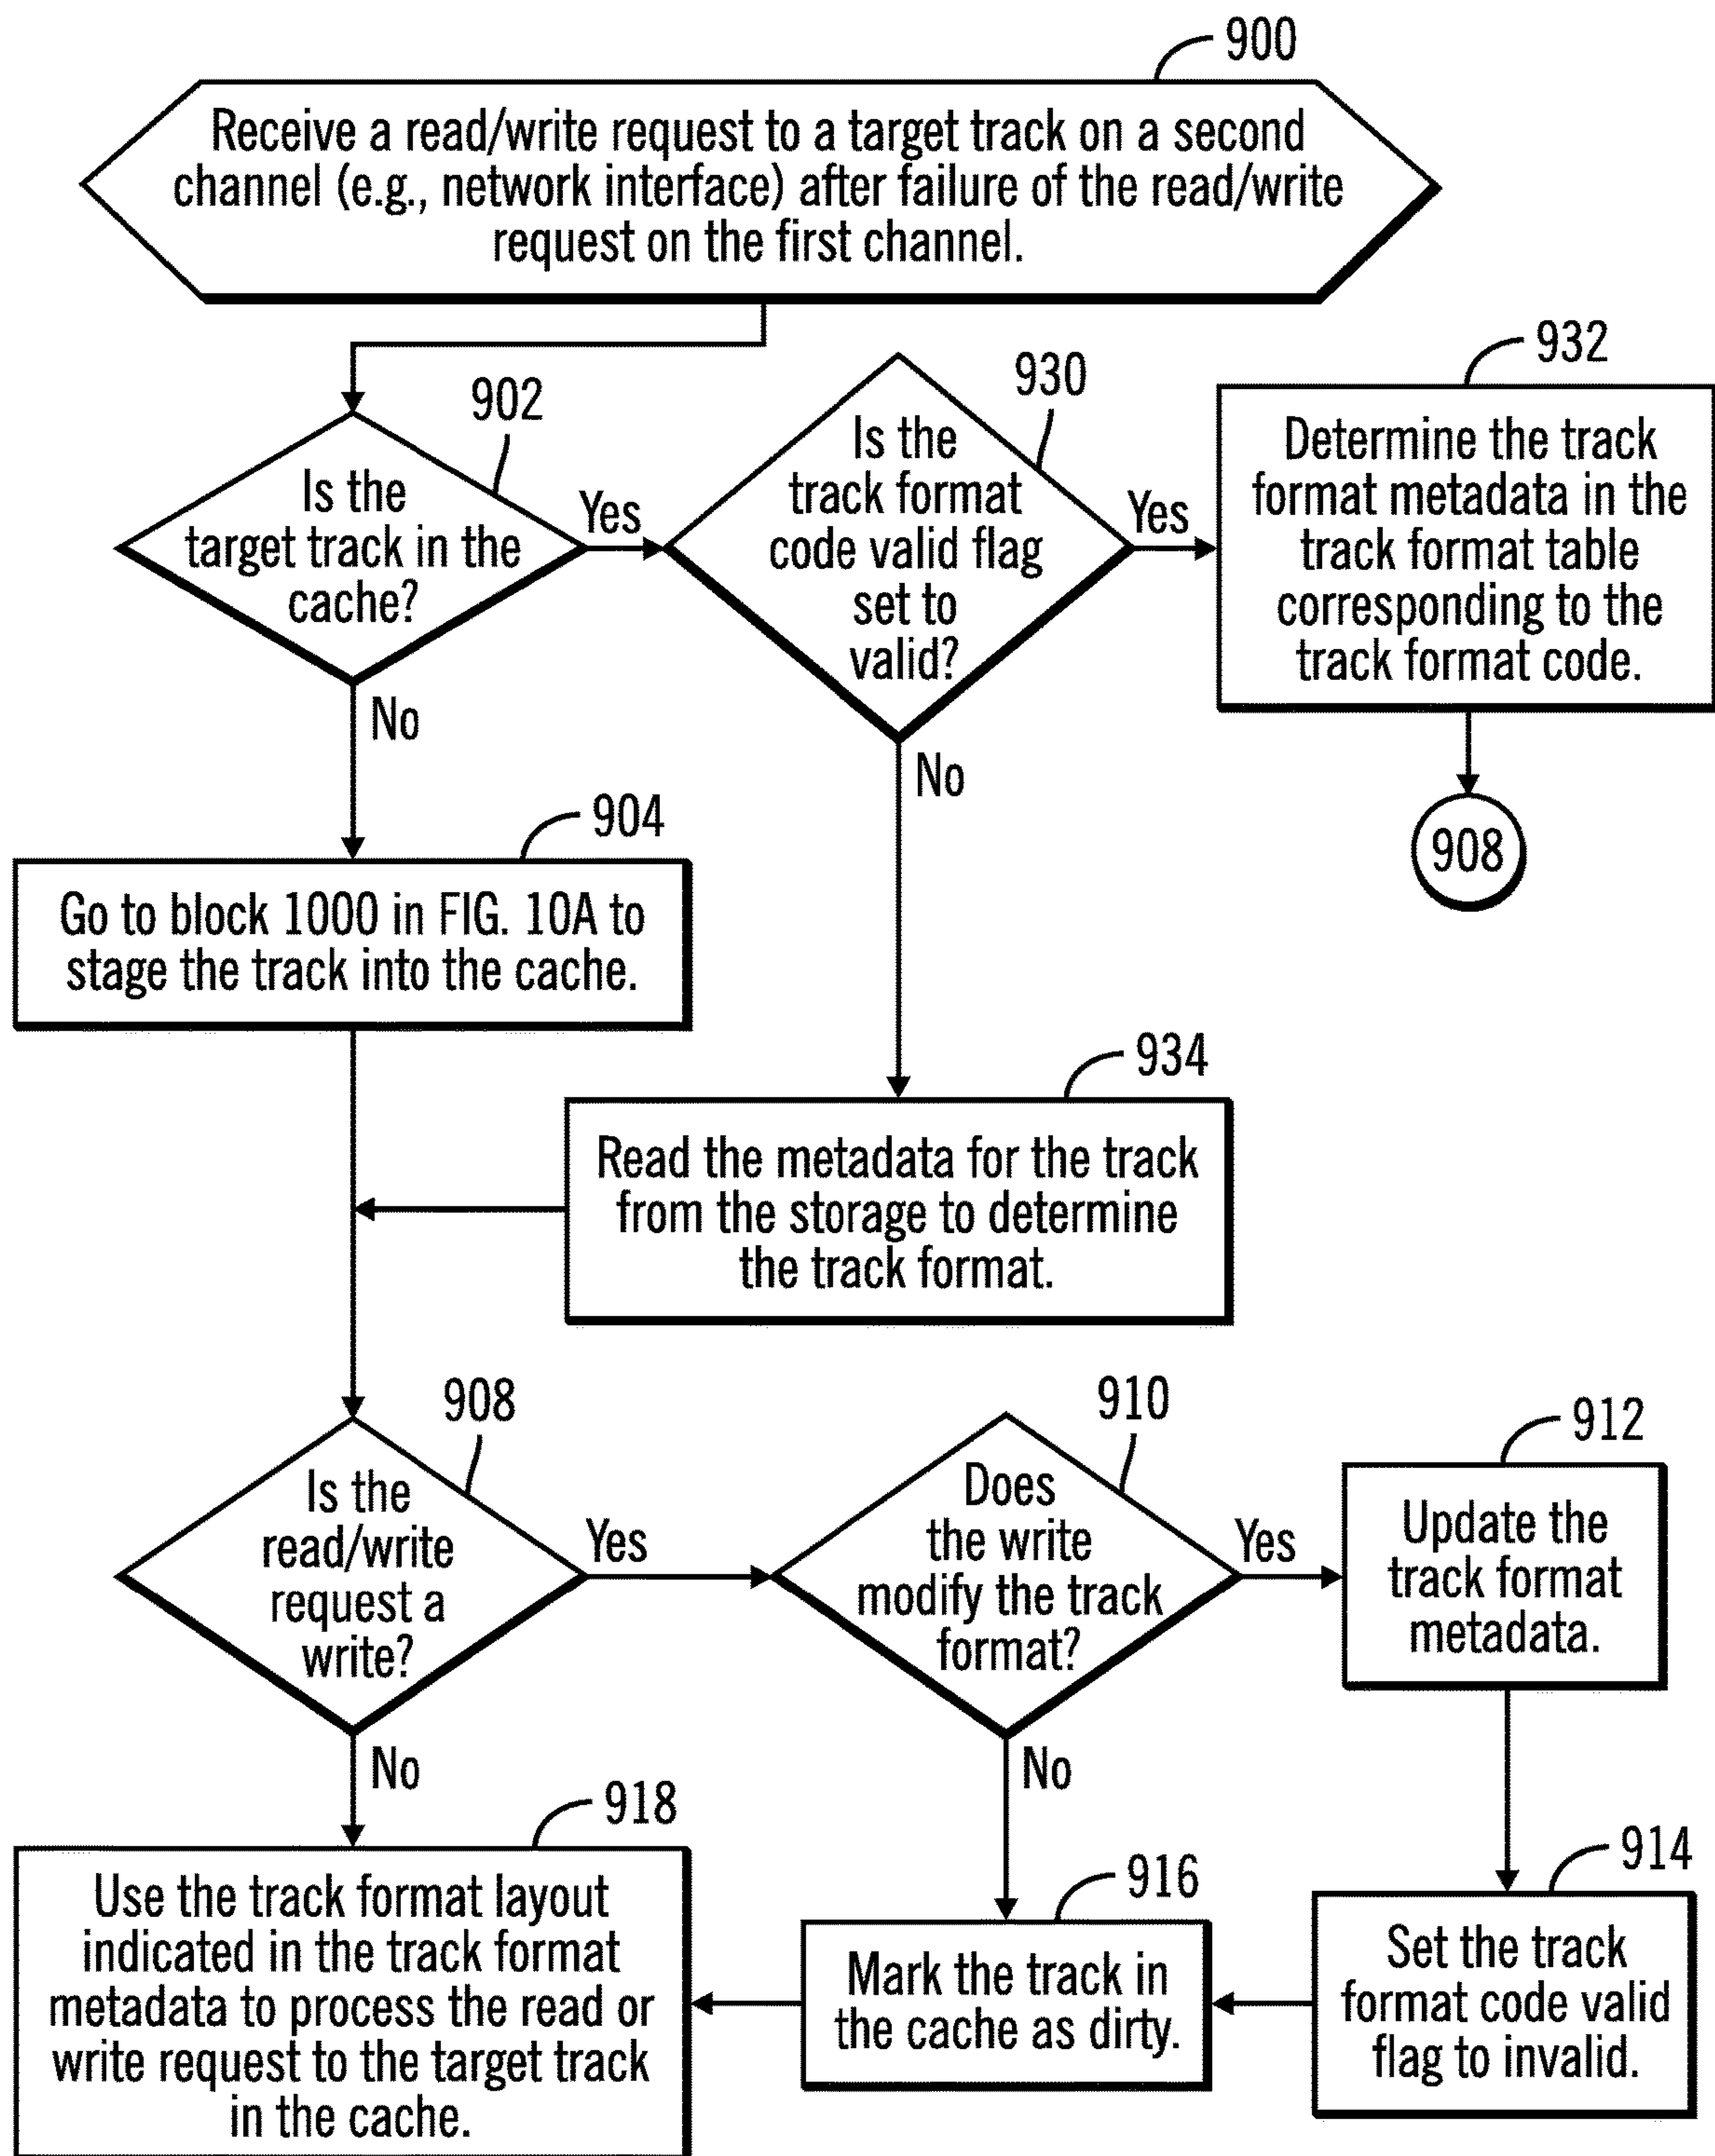 900
Receive a read/write request to a target track on a second
channel (e.g., network interface) after failure of the read/write
request on the first channel.
902
Is the
target track in the
cache?
Yes
No
930
Is the
track format
code valid flag
set to
valid?
Yes
No
932
Determine the track
format metadata in the
track format table
corresponding to the
track format code.
908
904
Go to block 1000 in FIG. 10A to
stage the track into the cache.
934
Read the metadata for the track
from the storage to determine
the track format.
908
Is the
read/write
request a
write?
Yes
No
910
Does
the write
modify the track
format?
Yes
No
912
Update the
track format
metadata.
914
Set the track
format code valid
flag to invalid.
916
Mark the track in
the cache as dirty.
918
Use the track format layout
indicated in the track format
metadata to process the read or
write request to the target track
in the cache.